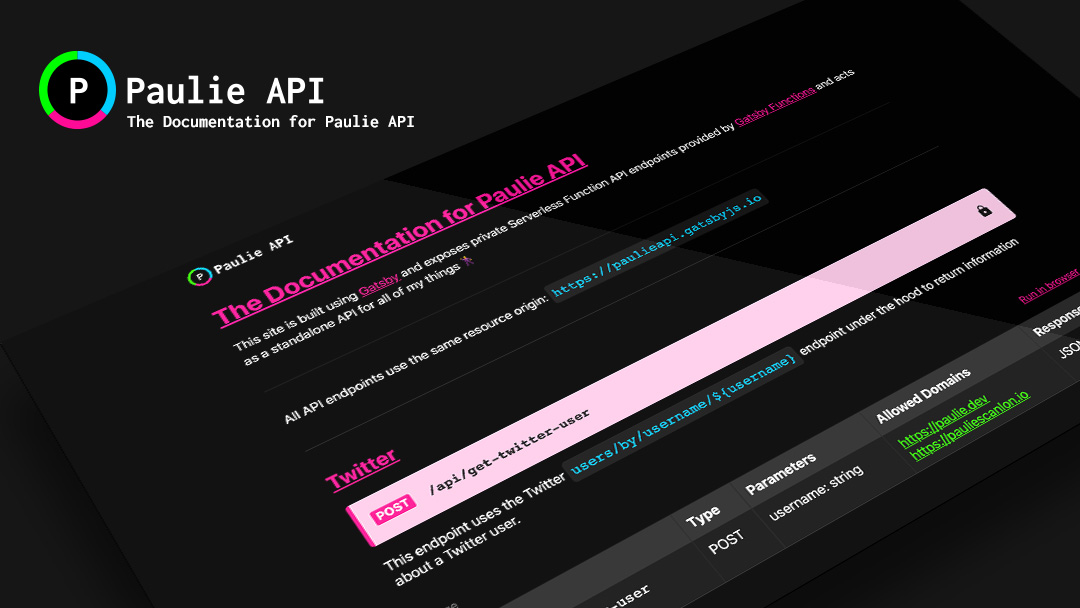 P Paulie API
The Documentation for Paulie API
P Paulie API
The Documentation for Paulie API
This site is built using Gatsby and exposes private Serverless Function API endpoints provided by Gatsby Functions and acts
as a standalone API for all of my things
All API endpoints use the same resource origin: https://paulieapi.gatsbyjs.io
Twitter
POST /api/get-twitter-user
This endpoint uses the Twitter users/by/username/${username} endpoint under the hood to return information
about a Twitter user.
Run in browser
Type Parameters Allowed Domains Response
POST username: string https://paulie.dev JSON
https://pauliescanlon.io
-user